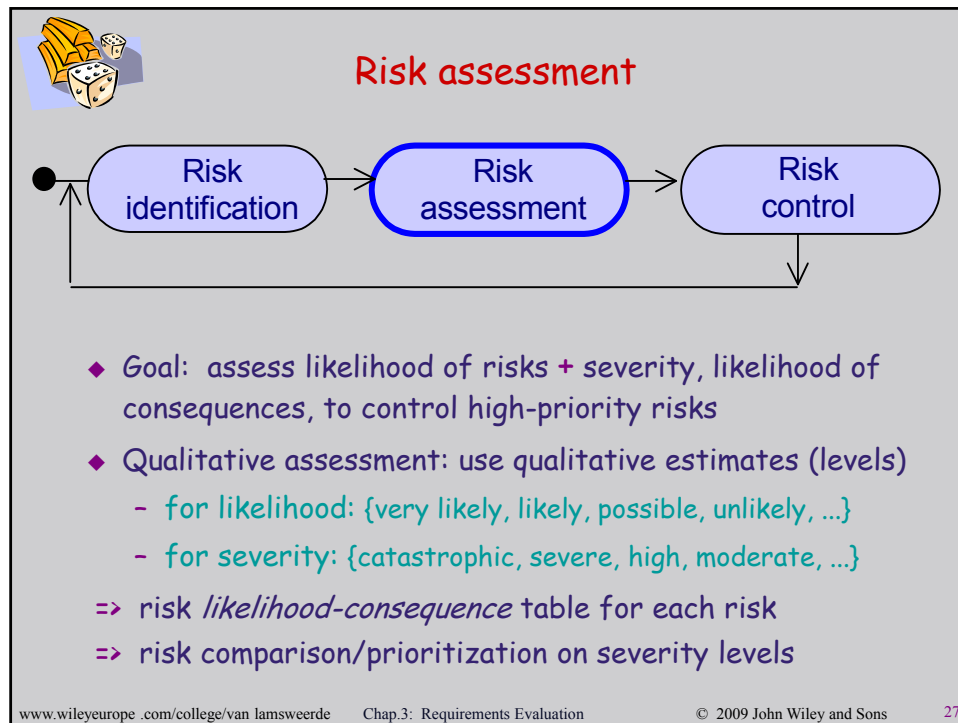 Risk assessment
Risk
identification
Risk
assessment
Risk
control
◆ Goal: assess likelihood of risks + severity, likelihood of
consequences, to control high-priority risks
◆ Qualitative assessment: use qualitative estimates (levels)
– for likelihood: {very likely, likely, possible, unlikely, ...}
– for severity: {catastrophic, severe, high, moderate, ...}
=> risk likelihood-consequence table for each risk
=> risk comparison/prioritization on severity levels
www.wileyeurope .com/college/van lamsweerde Chap.3: Requirements Evaluation © 2009 John Wiley and Sons 27